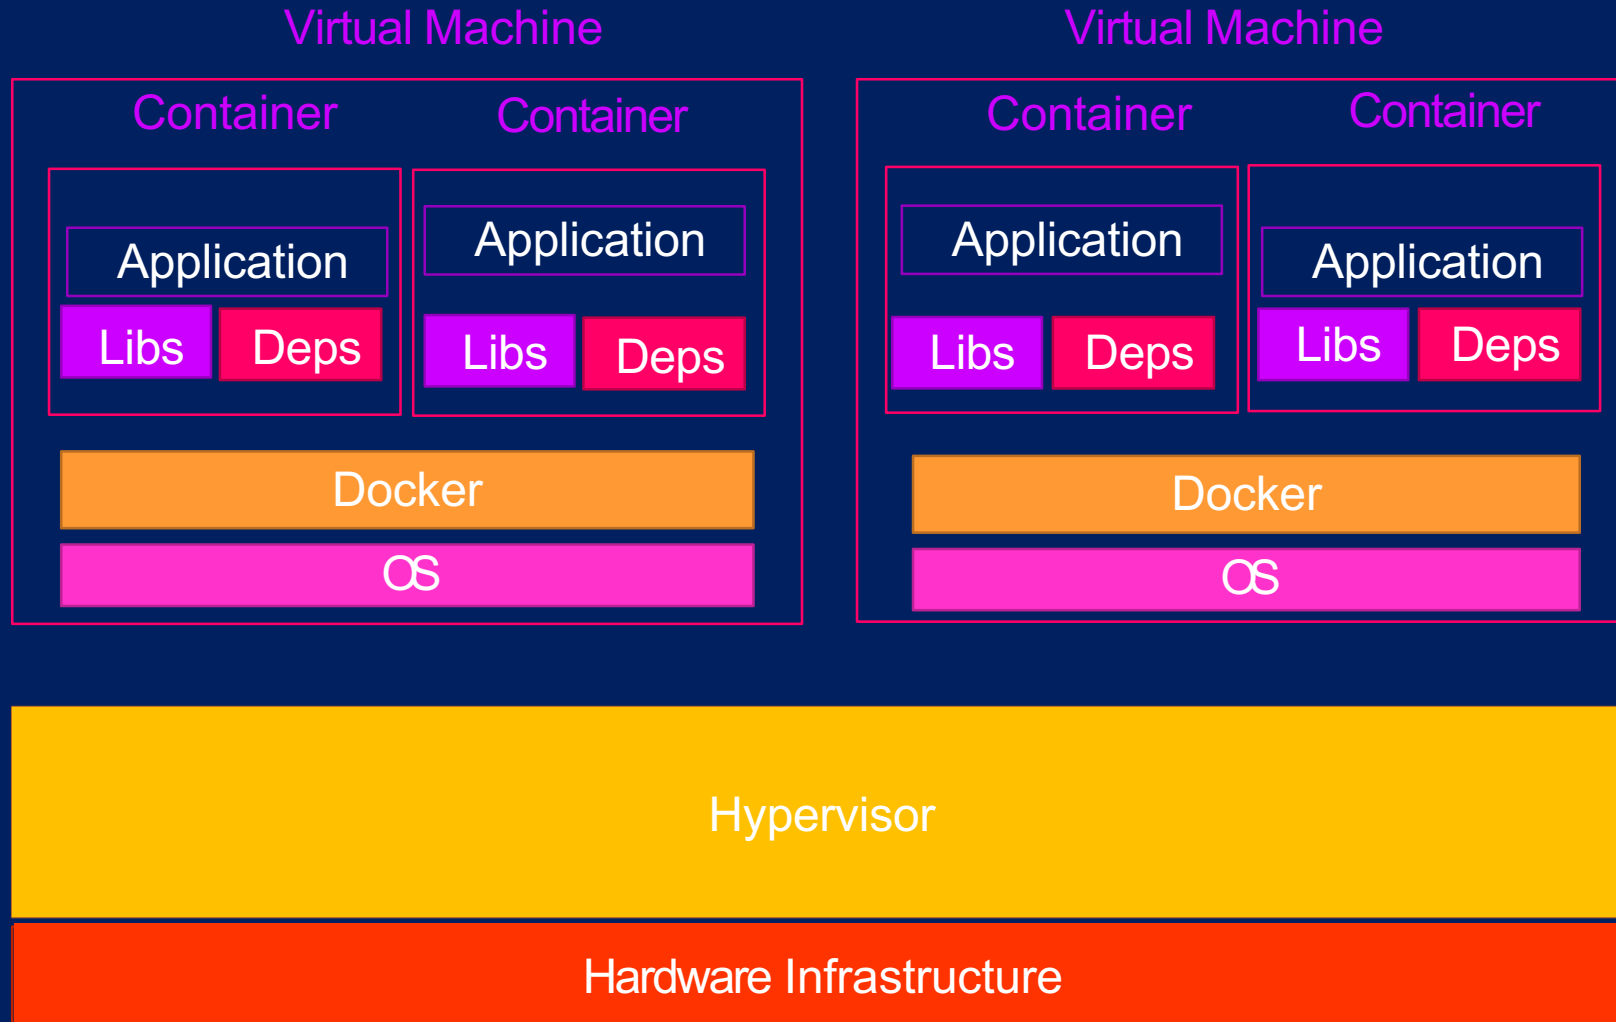 Virtual Machine
Virtual Machine
Container
Container
Container
Container
Application
Application
Application
Application
Libs
Deps
Libs
Deps
Libs
Deps
Libs
Deps
Docker
Docker
OS
OS
Hypervisor
Hardware Infrastructure